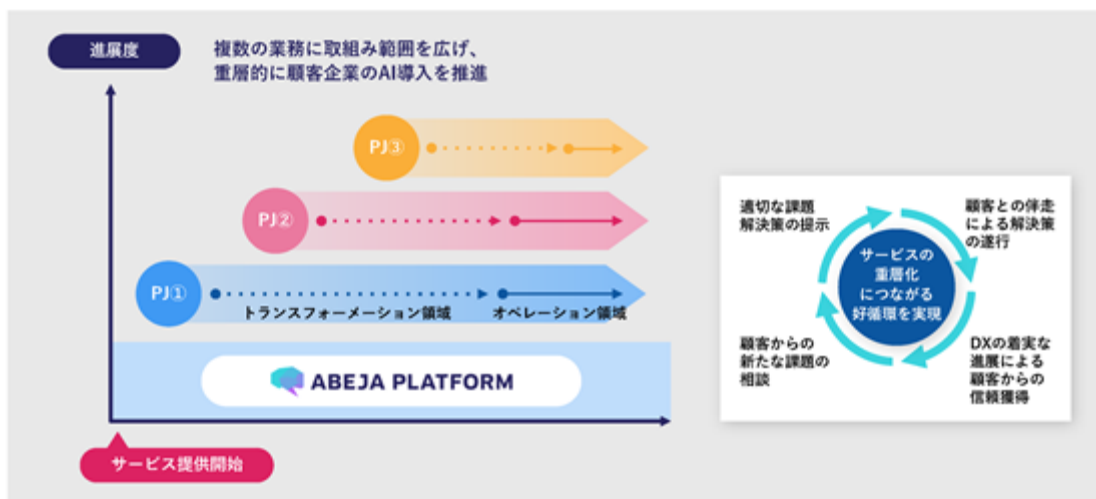 進展度
複数の業務に取組み範囲を広げ、
重層的に顧客企業のAI導入を推進
PJ③
PJ②
PJ①
トランスフォーメーション領域
オペレーション領域
ABEJA PLATFORM
サービス提供開始
適切な課題
解決策の提示
顧客との伴走
による解決策
の遂行
サービスの
重層化
につながる
好循環を実現
顧客からの
新たな課題の
相談
DXの着実な
進展による
顧客からの
信頼獲得